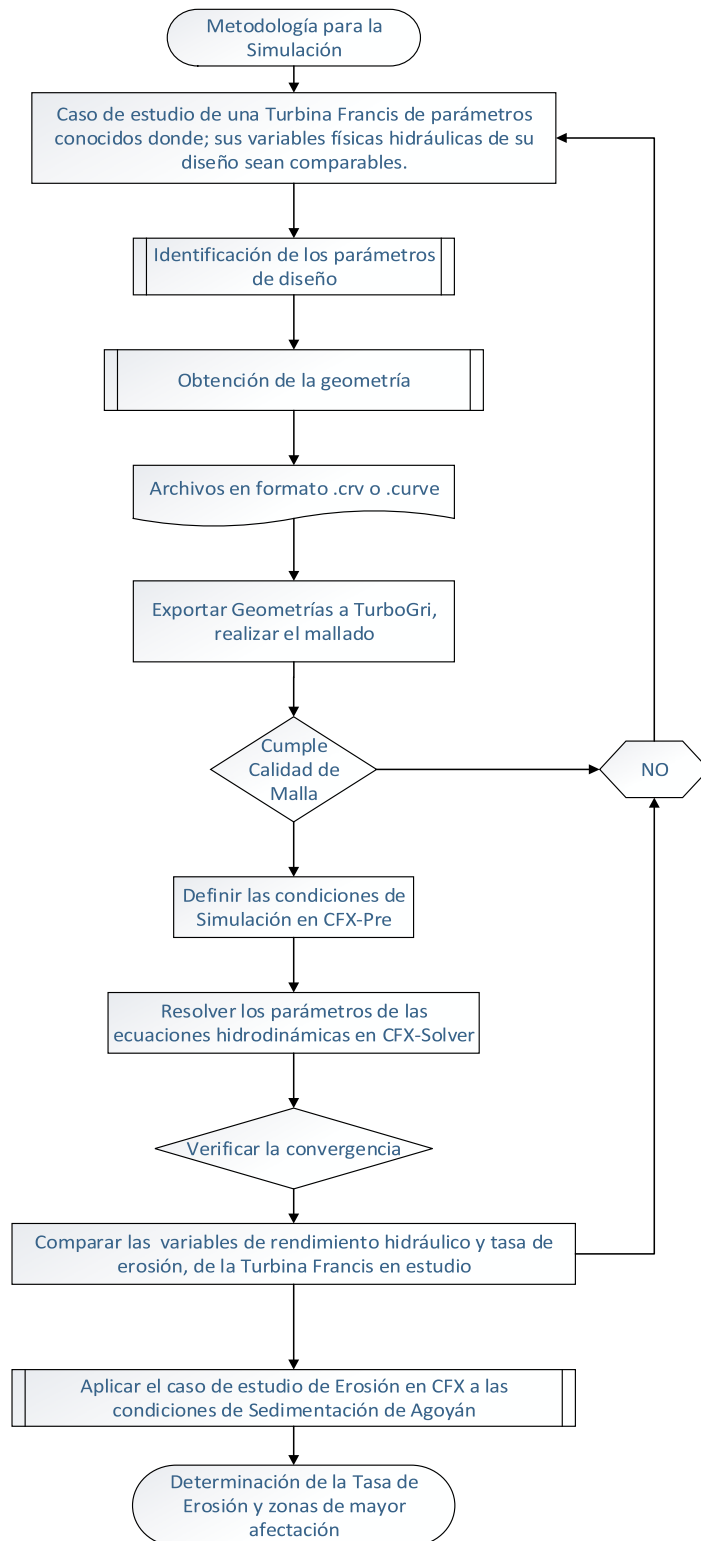 Metodología para la
Simulación
Caso de estudio de una Turbina Francis de parámetros
conocidos donde; sus variables físicas hidráulicas de su
diseño sean comparables.
Identificación de los parámetros
de diseño
Obtención de la geometría
Archivos en formato .crv o .curve
Exportar Geometrías a TurboGri,
realizar el mallado
Cumple
Calidad de
Malla
NO
Definir las condiciones de
Simulación en CFX-Pre
Resolver los parámetros de las
ecuaciones hidrodinámicas en CFX-Solver
Verificar la convergencia
Comparar las variables de rendimiento hidráulico y tasa de
erosión, de la Turbina Francis en estudio
Aplicar el caso de estudio de Erosión en CFX a las
condiciones de Sedimentación de Agoyán
Determinación de la Tasa de
Erosión y zonas de mayor
afectación